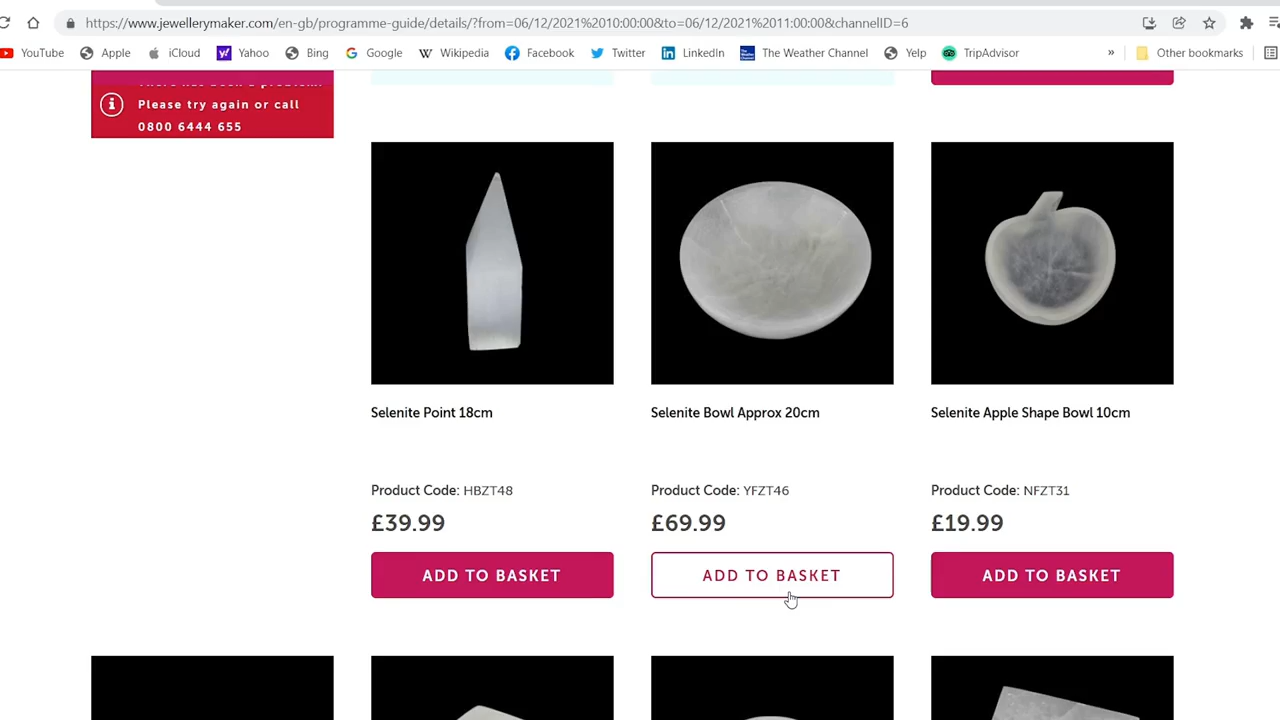 https://www.jewellerymaker.com/en-gb/programme-guide/details/?from=06/12/2021%2010:00:00&to=06/12/2021%2011:00:00&channelID=6
YouTube Apple iCloud Yahoo Bing Google Wikipedia Facebook Twitter LinkedIn The Weather Channel Yelp TripAdvisor » Other bookmarks
There has been a problem.
Please try again or call
0800 6444 655
Selenite Point 18cm
Selenite Bowl Approx 20cm
Selenite Apple Shape Bowl 10cm
Product Code: HBZT48
Product Code: YFZT46
Product Code: NFZT31
£39.99
£69.99
£19.99
ADD TO BASKET
ADD TO BASKET
ADD TO BASKET